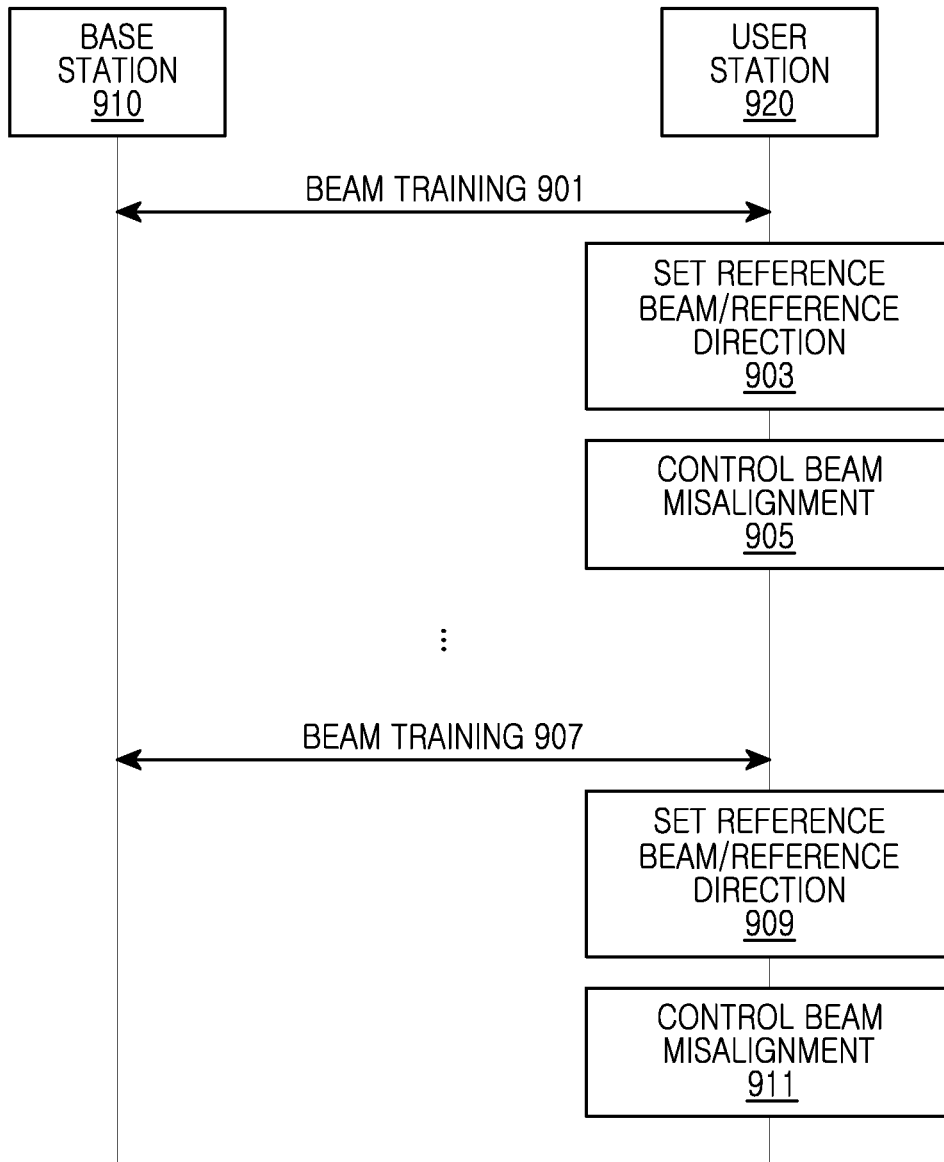 BASE
STATION
910
USER
STATION
920
BEAM TRAINING 901
SET REFERENCE
BEAM/REFERENCE
DIRECTION
903
CONTROL BEAM
MISALIGNMENT
905
BEAM TRAINING 907
SET REFERENCE
BEAM/REFERENCE
DIRECTION
909
CONTROL BEAM
MISALIGNMENT
911